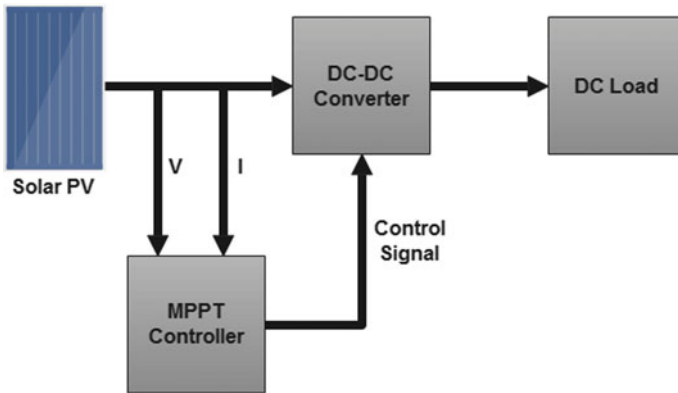 DC-DC
Converter
DC Load
Solar PV
V
I
Control
Signal
MPPT
Controller